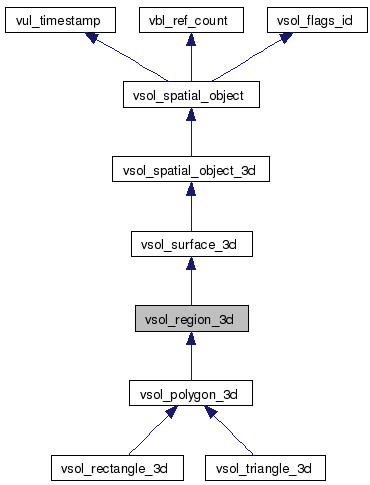 vul_timestamp
vbl_ref_count
vsol_flags_id
vsol_spatial_object
vsol_spatial_object_3d
vsol_surface_3d
vsol_region_3d
vsol_polygon_3d
vsol_rectangle_3d
vsol_triangle_3d